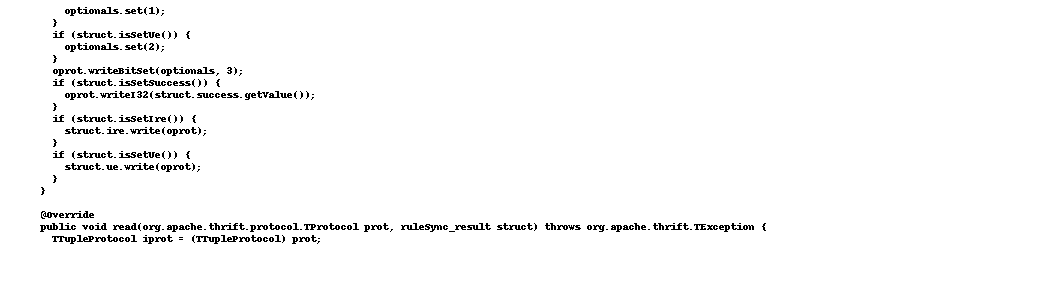 optionals.set(1);
}
if (struct.isSetUe()) {
optionals.set(2);
}
oprot.writeBitSet(optionals, 3);
if (struct.isSetSuccess()) {
oprot.writeI32(struct.success.getValue());
}
if (struct.isSetIre()) {
struct.ire.write(oprot);
}
if (struct.isSetUe()) {
struct.ue.write(oprot);
}
}
@Override
public void read(org.apache.thrift.protocol.TProtocol prot, ruleSync_result struct) throws org.apache.thrift.TException {
TTupleProtocol iprot = (TTupleProtocol) prot;